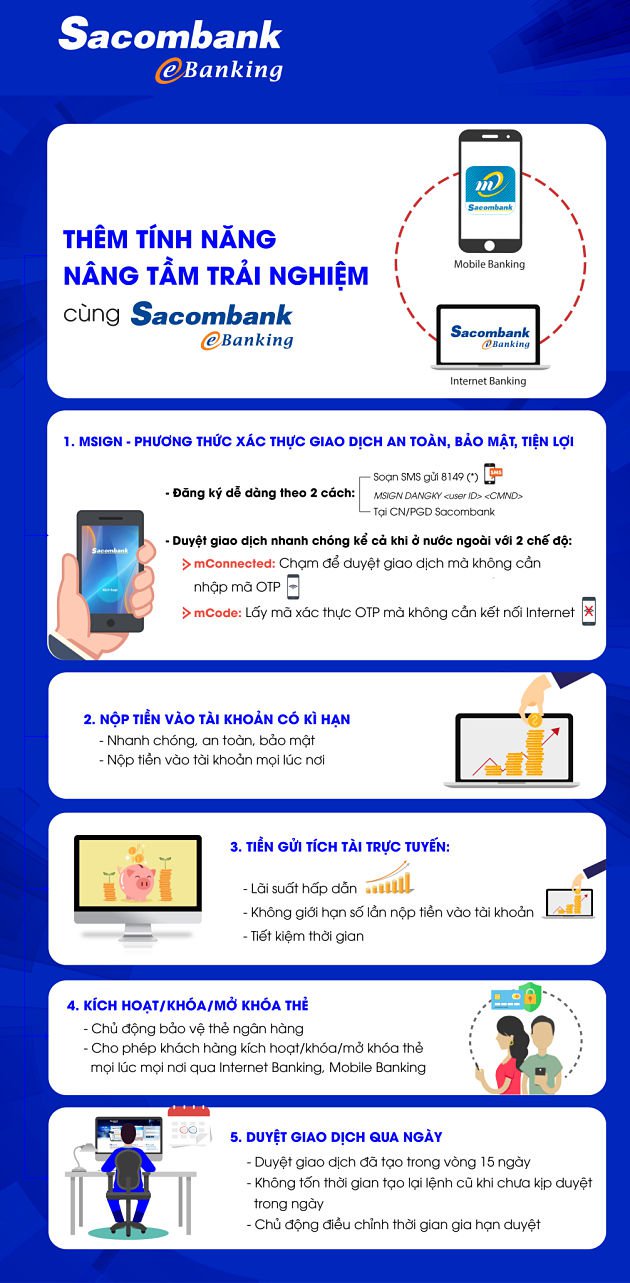 Sacombank
eBanking
THÊM TÍNH NĂNG
NÂNG TẦM TRẢI NGHIỆM
cùng Sacombank
eBanking
m
Sacombank
Mobile Banking
Sacombank
eBanking
Internet Banking
1. MSIGN - PHƯƠNG THỨC XÁC THỰC GIAO DỊCH AN TOÀN, BẢO MẬT, TIỆN LỢI
- Đăng ký dễ dàng theo 2 cách:
Soạn SMS gửi 8149 (*)
SMS
MSIGN DANGKY <user ID> <CMND>
Tại CN/PGD Sacombank
Sacombank
- Duyệt giao dịch nhanh chóng kể cả khi ở nước ngoài với 2 chế độ:
mConnected: Chạm để duyệt giao dịch mà không cần
nhập mã OTP
mCode: Lấy mã xác thực OTP mà không cần kết nối Internet
2. NỘP TIỀN VÀO TÀI KHOẢN CÓ KÌ HẠN
- Nhanh chóng, an toàn, bảo mật
- Nộp tiền vào tài khoản mọi lúc nơi
3. TIỀN GỬI TÍCH TÀI TRỰC TUYẾN:
- Lãi suất hấp dẫn
- Không giới hạn số lần nộp tiền vào tài khoản
- Tiết kiệm thời gian
4. KÍCH HOẠT/KHÓA/MỞ KHÓA THẺ
- Chủ động bảo vệ thẻ ngân hàng
- Cho phép khách hàng kích hoạt/khóa/mở khóa thẻ
mọi lúc mọi nơi qua Internet Banking, Mobile Banking
5. DUYỆT GIAO DỊCH QUA NGÀY
- Duyệt giao dịch đã tạo trong vòng 15 ngày
- Không tốn thời gian tạo lại lệnh cũ khi chưa kịp duyệt
trong ngày
- Chủ động điều chỉnh thời gian gia hạn duyệt